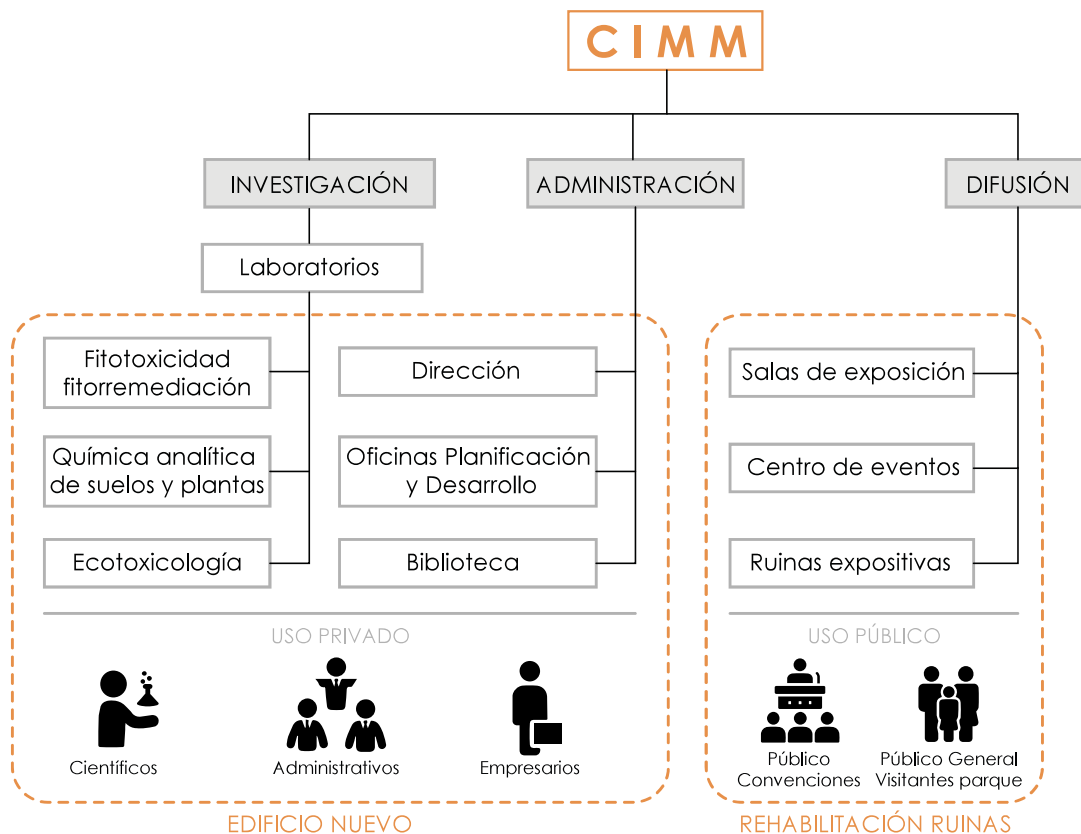 CIMM
INVESTIGACIÓN
ADMINISTRACIÓN
DIFUSIÓN
Laboratorios
Fitotoxicidad
fitorremediación
Química analítica
de suelos y plantas
Ecotoxicología
Dirección
Oficinas Planificación
y Desarrollo
Biblioteca
USO PRIVADO
Científicos
Administrativos
Empresarios
EDIFICIO NUEVO
Salas de exposición
Centro de eventos
Ruinas expositivas
USO PÚBLICO
Público
Convenciones
Público General
Visitantes parque
REHABILITACIÓN RUINAS